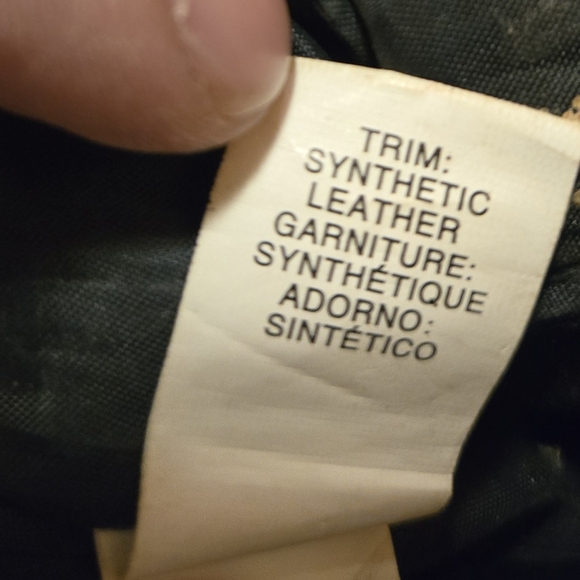 TRIM:
SYNTHETIC
LEATHER
GARNITURE:
SYNTHÉTIQUE
ADORNO:
SINTÉTICO